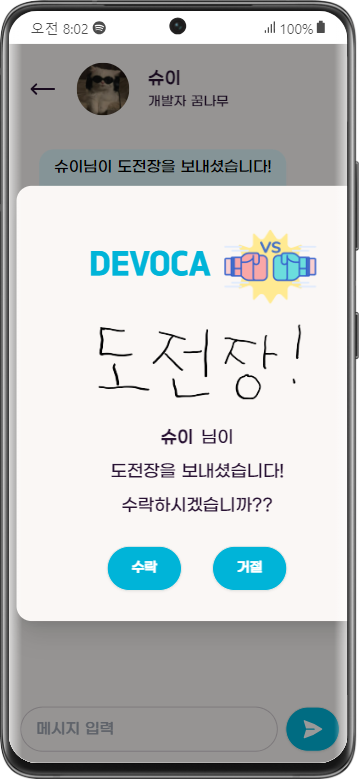 오전 8:02
100%
슈이
개발자 꿈나무
슈이님이 도전장을 보내셨습니다!
DEVOCA
VS
도전장!
슈이 님이
도전장을 보내셨습니다!
수락하시겠습니까??
수락
거절
메시지 입력